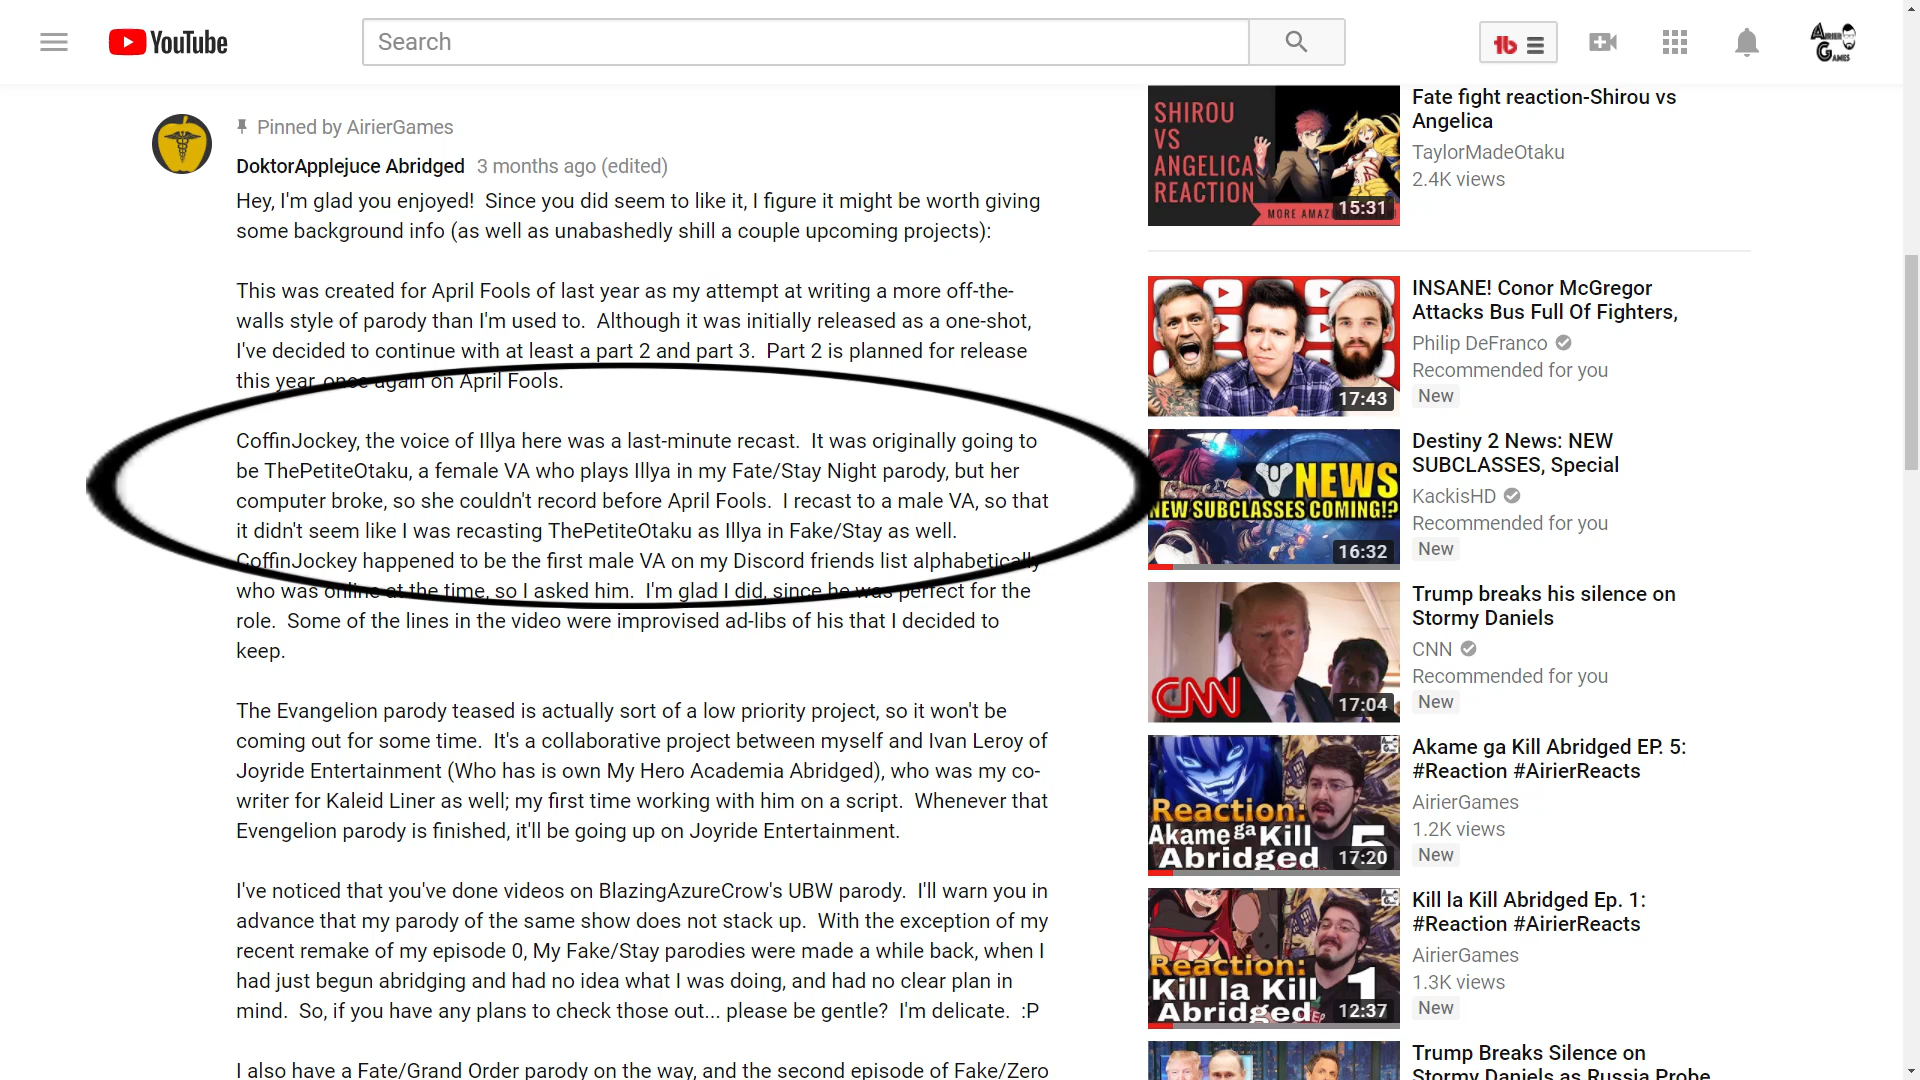 YouTube
Search
AIRIER GAMES
Pinned by AirierGames
DoktorApplejuce Abridged 3 months ago (edited)
Hey, I'm glad you enjoyed! Since you did seem to like it, I figure it might be worth giving
some background info (as well as unabashedly shill a couple upcoming projects):
This was created for April Fools of last year as my attempt at writing a more off-the-
walls style of parody than I'm used to. Although it was initially released as a one-shot,
I've decided to continue with at least a part 2 and part 3. Part 2 is planned for release
this year, once again on April Fools.
CoffinJockey, the voice of Illya here was a last-minute recast. It was originally going to
be ThePetiteOtaku, a female VA who plays Illya in my Fate/Stay Night parody, but her
computer broke, so she couldn't record before April Fools. I recast to a male VA, so that
it didn't seem like I was recasting ThePetiteOtaku as Illya in Fake/Stay as well.
CoffinJockey happened to be the first male VA on my Discord friends list alphabetically
who was online at the time, so I asked him. I'm glad I did, since he was perfect for the
role. Some of the lines in the video were improvised ad-libs of his that I decided to
keep.
The Evangelion parody teased is actually sort of a low priority project, so it won't be
coming out for some time. It's a collaborative project between myself and Ivan Leroy of
Joyride Entertainment (Who has is own My Hero Academia Abridged), who was my co-
writer for Kaleid Liner as well; my first time working with him on a script. Whenever that
Evengelion parody is finished, it'll be going up on Joyride Entertainment.
I've noticed that you've done videos on BlazingAzureCrow's UBW parody. I'll warn you in
advance that my parody of the same show does not stack up. With the exception of my
recent remake of my episode 0, My Fake/Stay parodies were made a while back, when I
had just begun abridging and had no idea what I was doing, and had no clear plan in
mind. So, if you have any plans to check those out... please be gentle? I'm delicate. :P
I also have a Fate/Grand Order parody on the way, and the second episode of Fake/Zero
SHIROU
VS
ANGELICA
REACTION
MORE AMAZ
15:31
Fate fight reaction-Shirou vs
Angelica
TaylorMadeOtaku
2.4K views
17:43
INSANE! Conor McGregor
Attacks Bus Full Of Fighters,
Philip DeFranco
Recommended for you
New
NEWS
NEW SUBCLASSES COMING!?
16:32
Destiny 2 News: NEW
SUBCLASSES, Special
KackisHD
Recommended for you
New
CNN
17:04
Trump breaks his silence on
Stormy Daniels
CNN
Recommended for you
New
Reaction:
Akame ga Kill
Abridged 5
17:20
Akame ga Kill Abridged EP. 5:
#Reaction #AirierReacts
AirierGames
1.2K views
New
Reaction:
Kill la Kill
Abridged EP 1
12:37
Kill la Kill Abridged Ep. 1:
#Reaction #AirierReacts
AirierGames
1.3K views
New
Trump Breaks Silence on
Stormy Daniels as Russia Probe